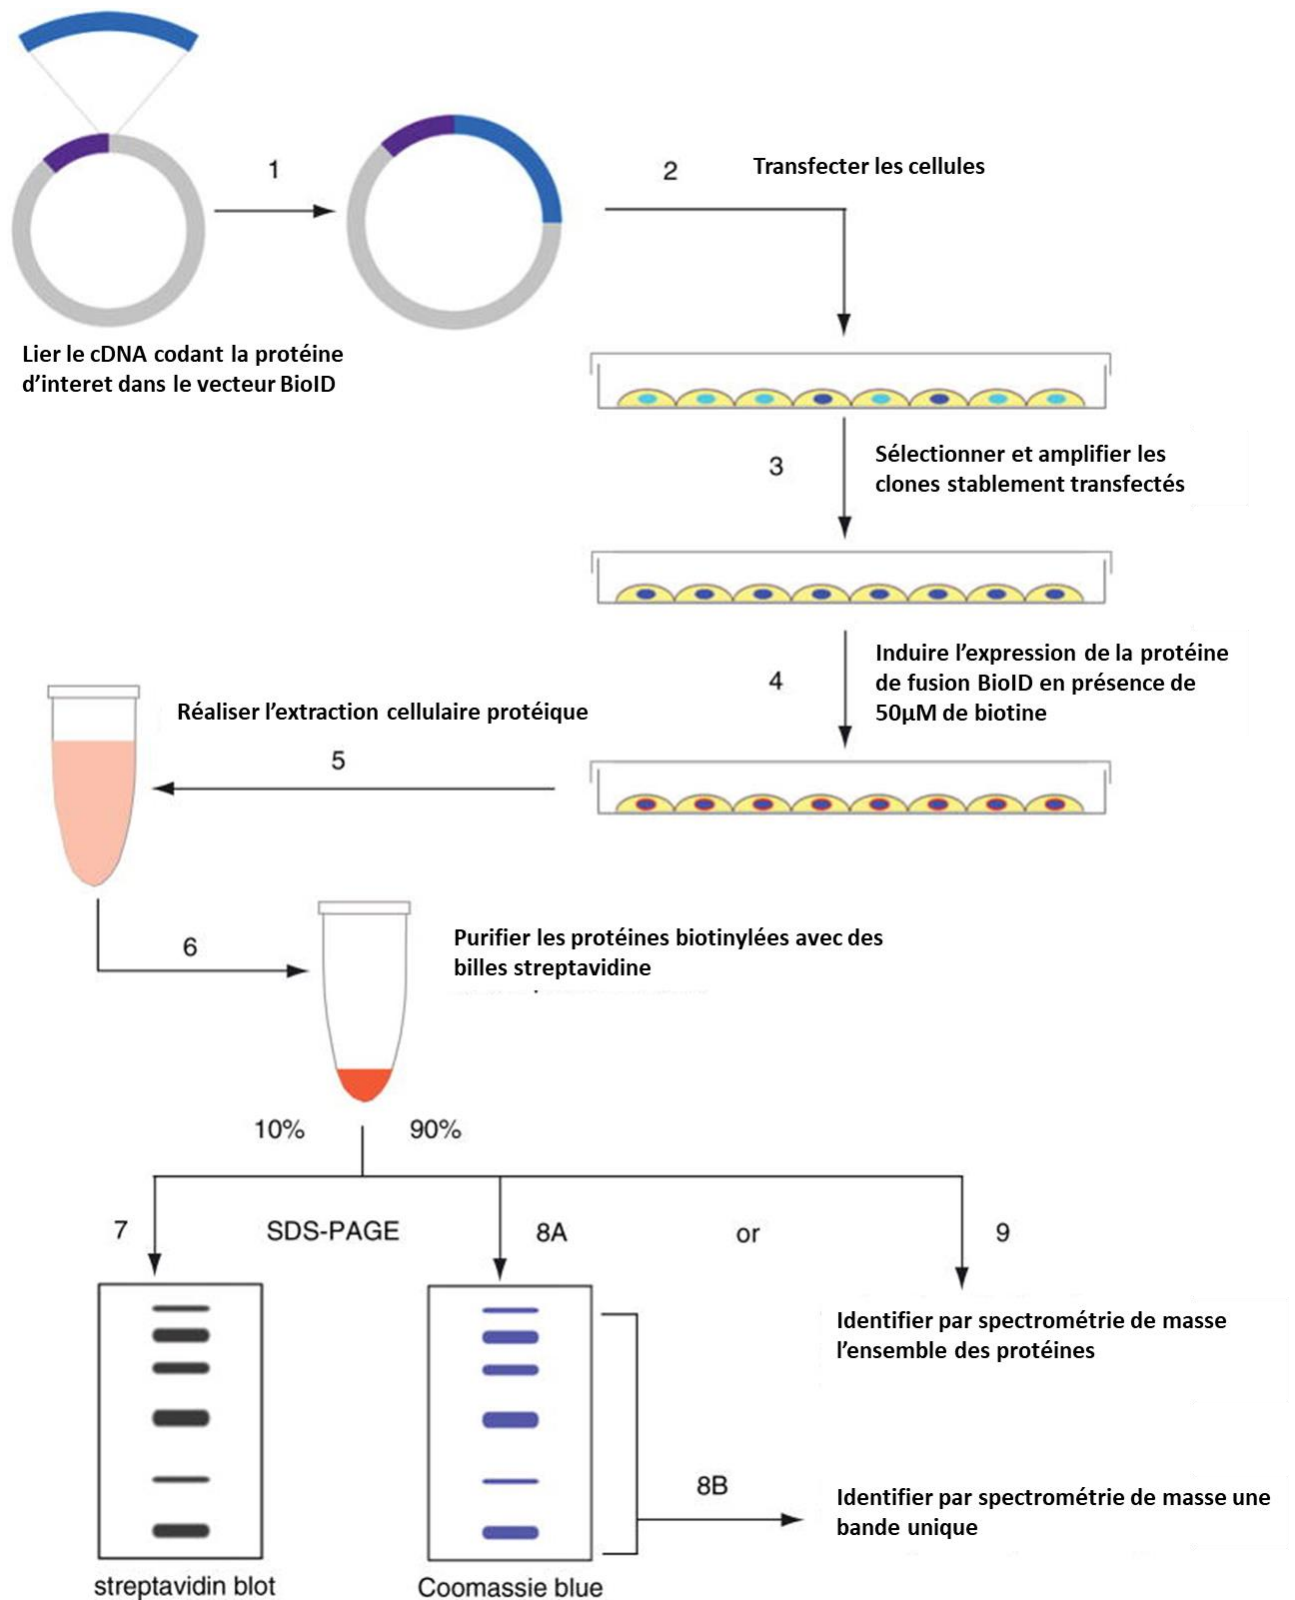 1
2
Transfecter les cellules
Lier le cDNA codant la protéine
d’interet dans le vecteur BioID
3
Sélectionner et amplifier les
clones stablement transfectés
4
Induire l’expression de la protéine
de fusion BioID en présence de
50µM de biotine
Réaliser l’extraction cellulaire protéique
5
6
Purifier les protéines biotinylées avec des
billes streptavidine
10%
90%
7
SDS-PAGE
8A
or
9
Identifier par spectrométrie de masse
l’ensemble des protéines
8B
Identifier par spectrométrie de masse une
bande unique
streptavidin blot
Coomassie blue